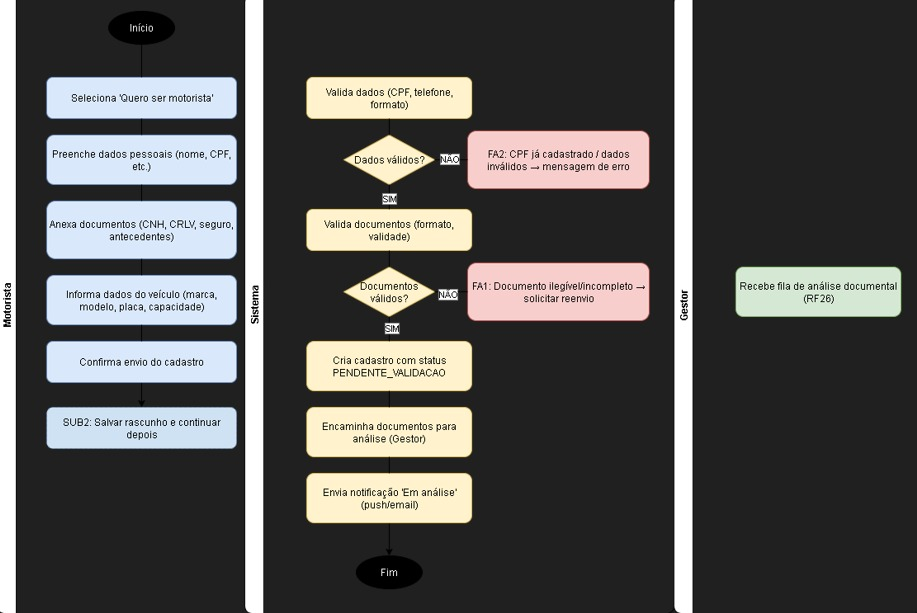 Motorista
Início
Seleciona 'Quero ser motorista'
Preenche dados pessoais (nome, CPF,
etc.)
Anexa documentos (CNH, CRLV, seguro,
antecedentes)
Informa dados do veículo (marca,
modelo, placa, capacidade)
Confirma envio do cadastro
SUB2: Salvar rascunho e continuar
depois
Sistema
Valida dados (CPF, telefone,
formato)
Dados válidos?
NÃO
FA2: CPF já cadastrado / dados
inválidos → mensagem de erro
SIM
Valida documentos (formato,
validade)
Documentos
válidos?
NÃO
FA1: Documento ilegível/incompleto →
solicitar reenvio
SIM
Cria cadastro com status
PENDENTE_VALIDACAO
Encaminha documentos para
análise (Gestor)
Envia notificação 'Em análise'
(push/email)
Fim
Gestor
Recebe fila de análise documental
(RF26)